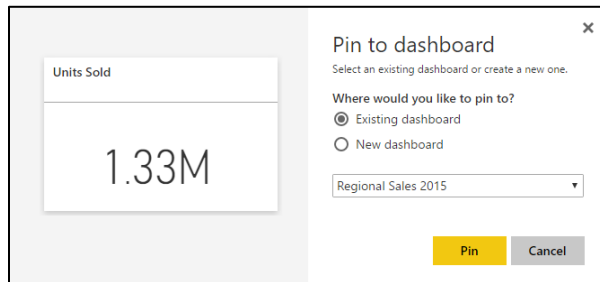 Units Sold
1.33M
Pin to dashboard
Select an existing dashboard or create a new one.
Where would you like to pin to?
Existing dashboard
New dashboard
Regional Sales 2015
Pin
Cancel